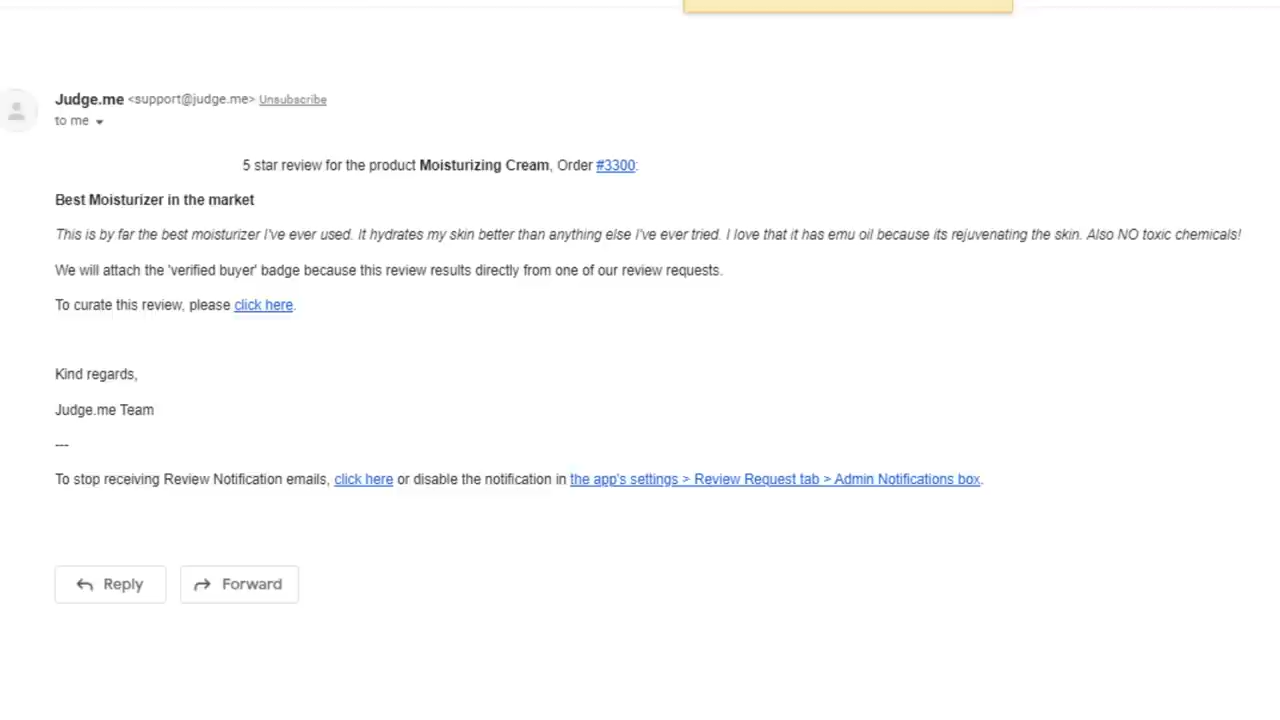 Judge.me <support@judge.me> Unsubscribe
to me
5 star review for the product Moisturizing Cream, Order #3300:
Best Moisturizer in the market
This is by far the best moisturizer I've ever used. It hydrates my skin better than anything else I've ever tried. I love that it has emu oil because its rejuvenating the skin. Also NO toxic chemicals!
We will attach the 'verified buyer' badge because this review results directly from one of our review requests.
To curate this review, please click here.
Kind regards,
Judge.me Team
---
To stop receiving Review Notification emails, click here or disable the notification in the app's settings > Review Request tab > Admin Notifications box.
Reply Forward